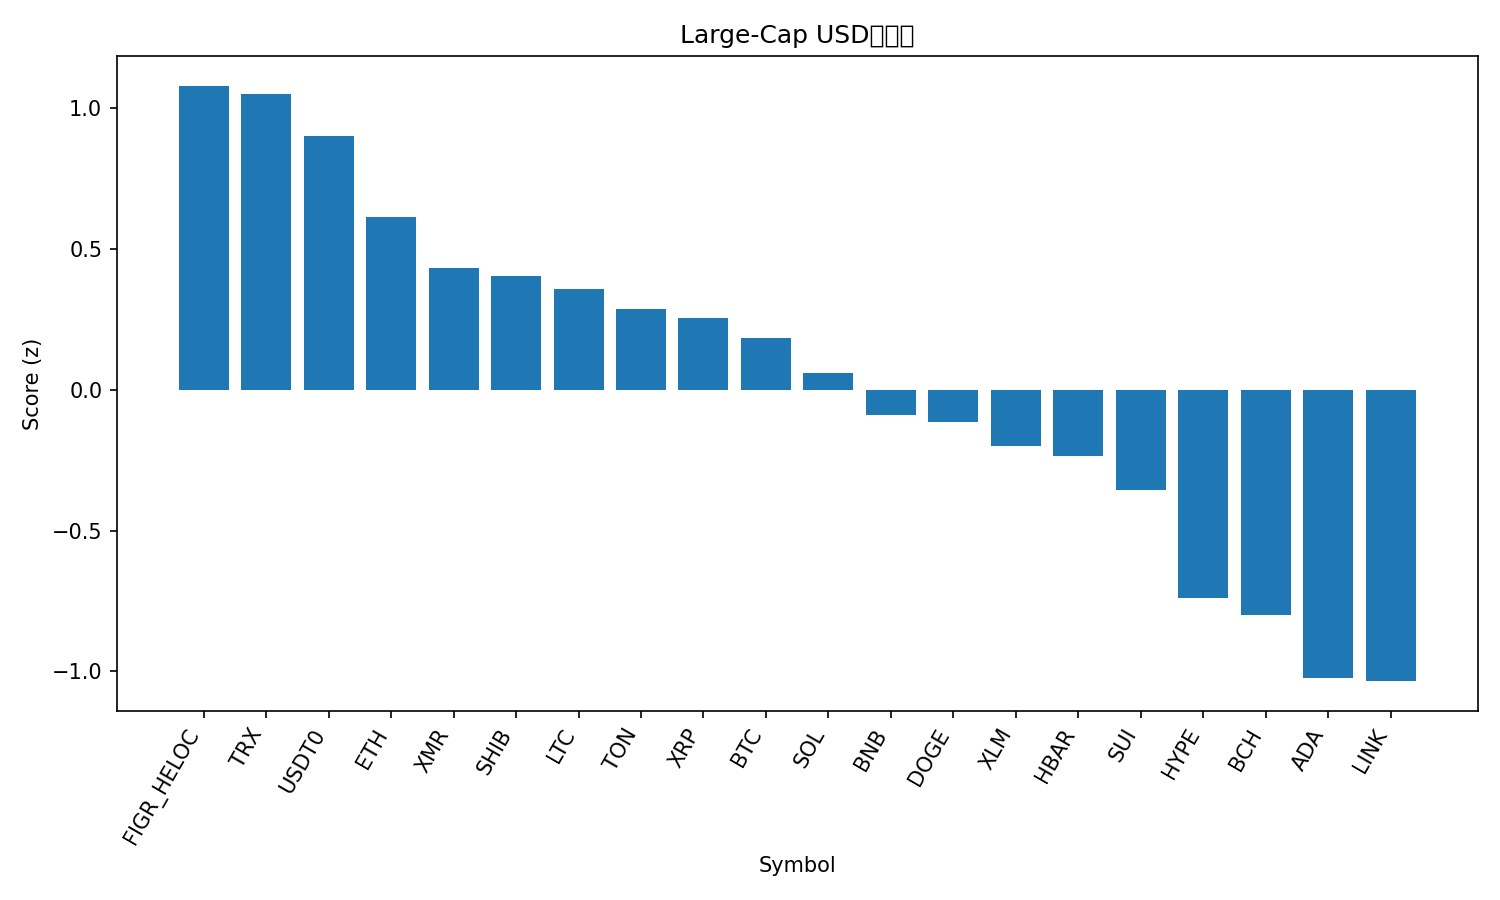 Large-Cap USD
1.0
0.5
0.0
−0.5
−1.0
Score (z)
FIGR_HELOC
TRX
USDT0
ETH
XMR
SHIB
LTC
TON
XRP
BTC
SOL
BNB
DOGE
XLM
HBAR
SUI
HYPE
BCH
ADA
LINK
Symbol